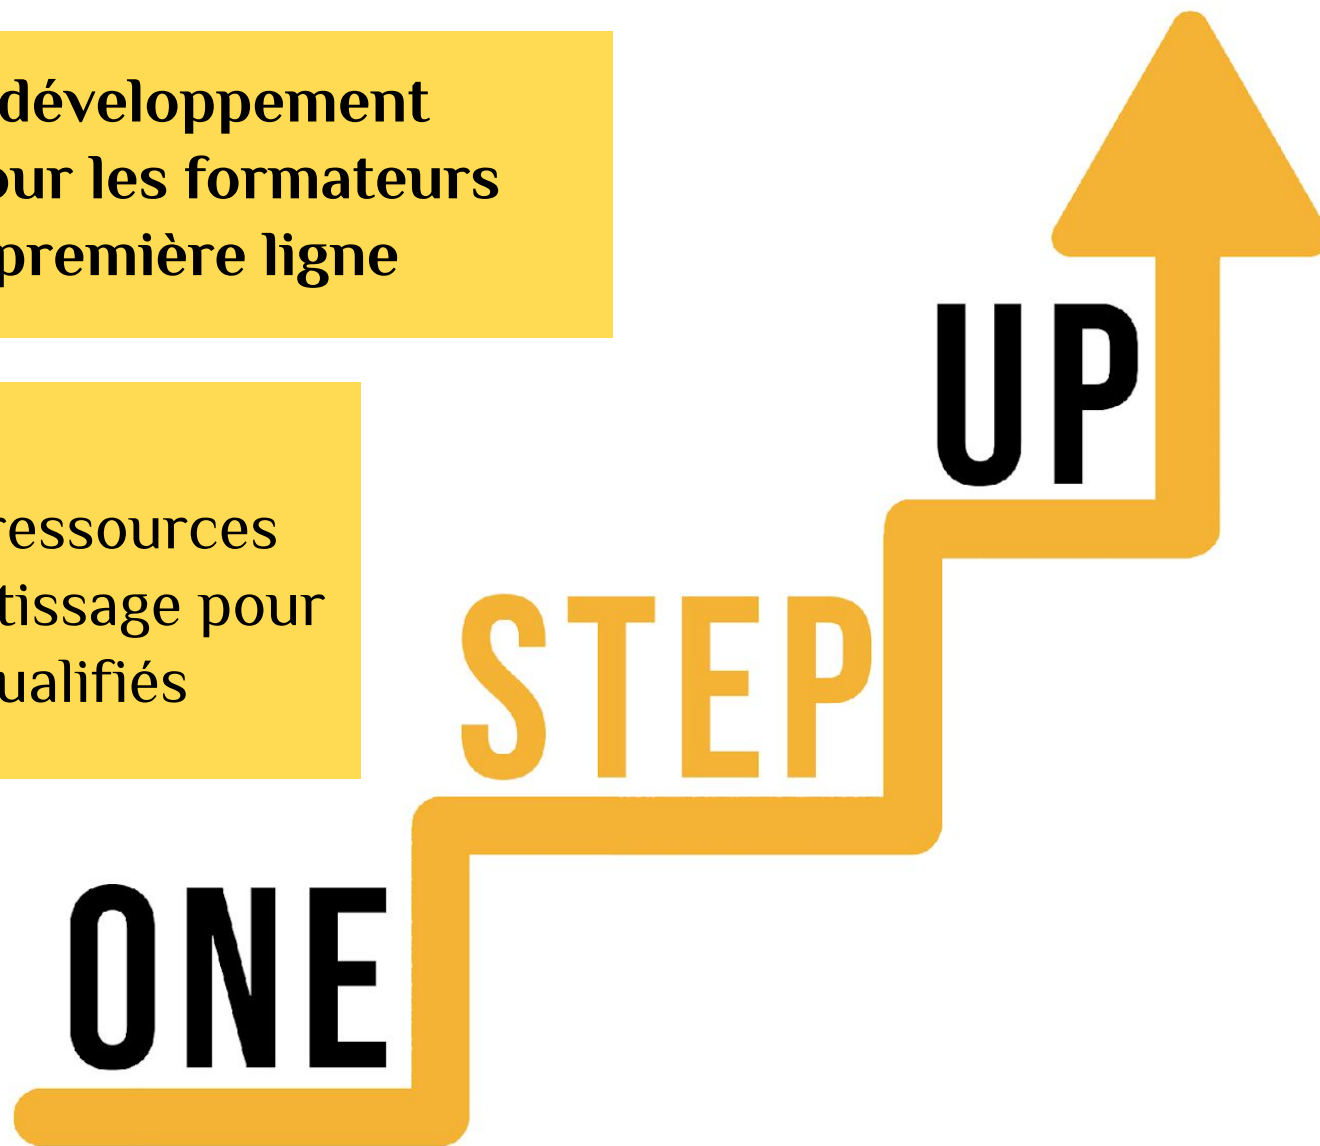 développement
our les formateurs
première ligne
ressources
tissage pour
ualifiés
UP
STEP
ONE